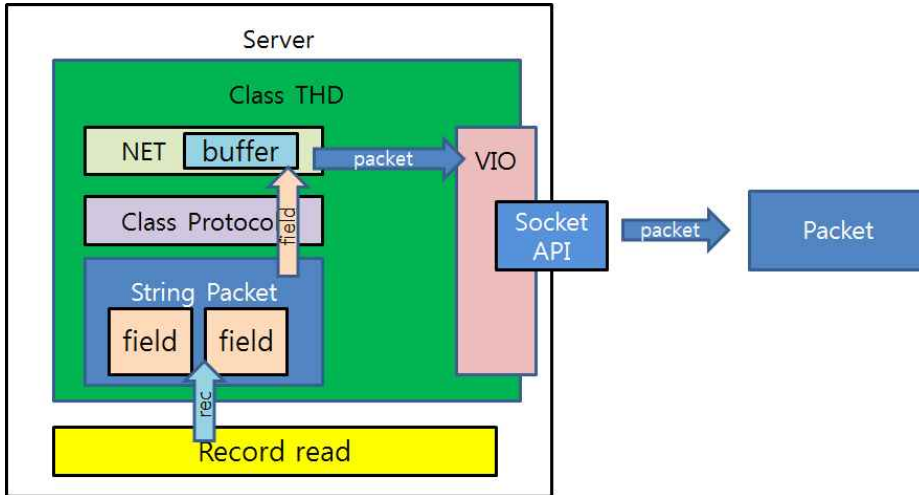 Server
Class THD
NET
buffer
packet
VIO
Class Protocol
field
Socket
API
packet
Packet
String Packet
field
field
rec
Record read